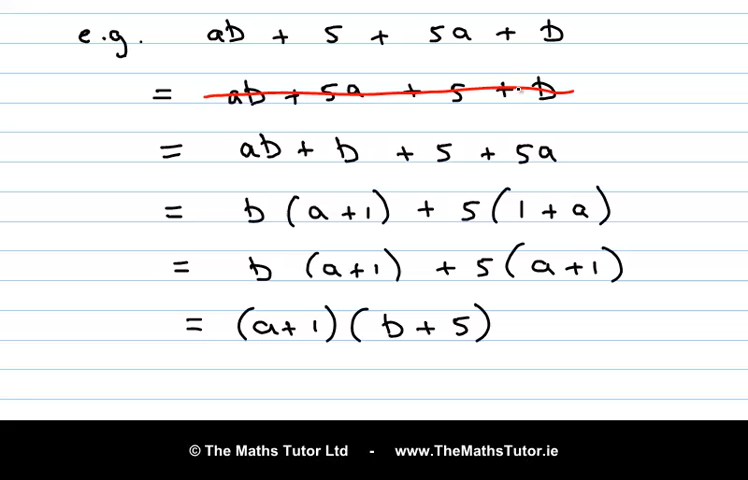 e.g. ab + 5 + 5a + b
= ab + 5a + 5 + b
= ab + b + 5 + 5a
= b (a+1) + 5(1 + a)
= b (a+1) + 5(a+1)
= (a+1)(b+5)
© The Maths Tutor Ltd - www.TheMathsTutor.ie